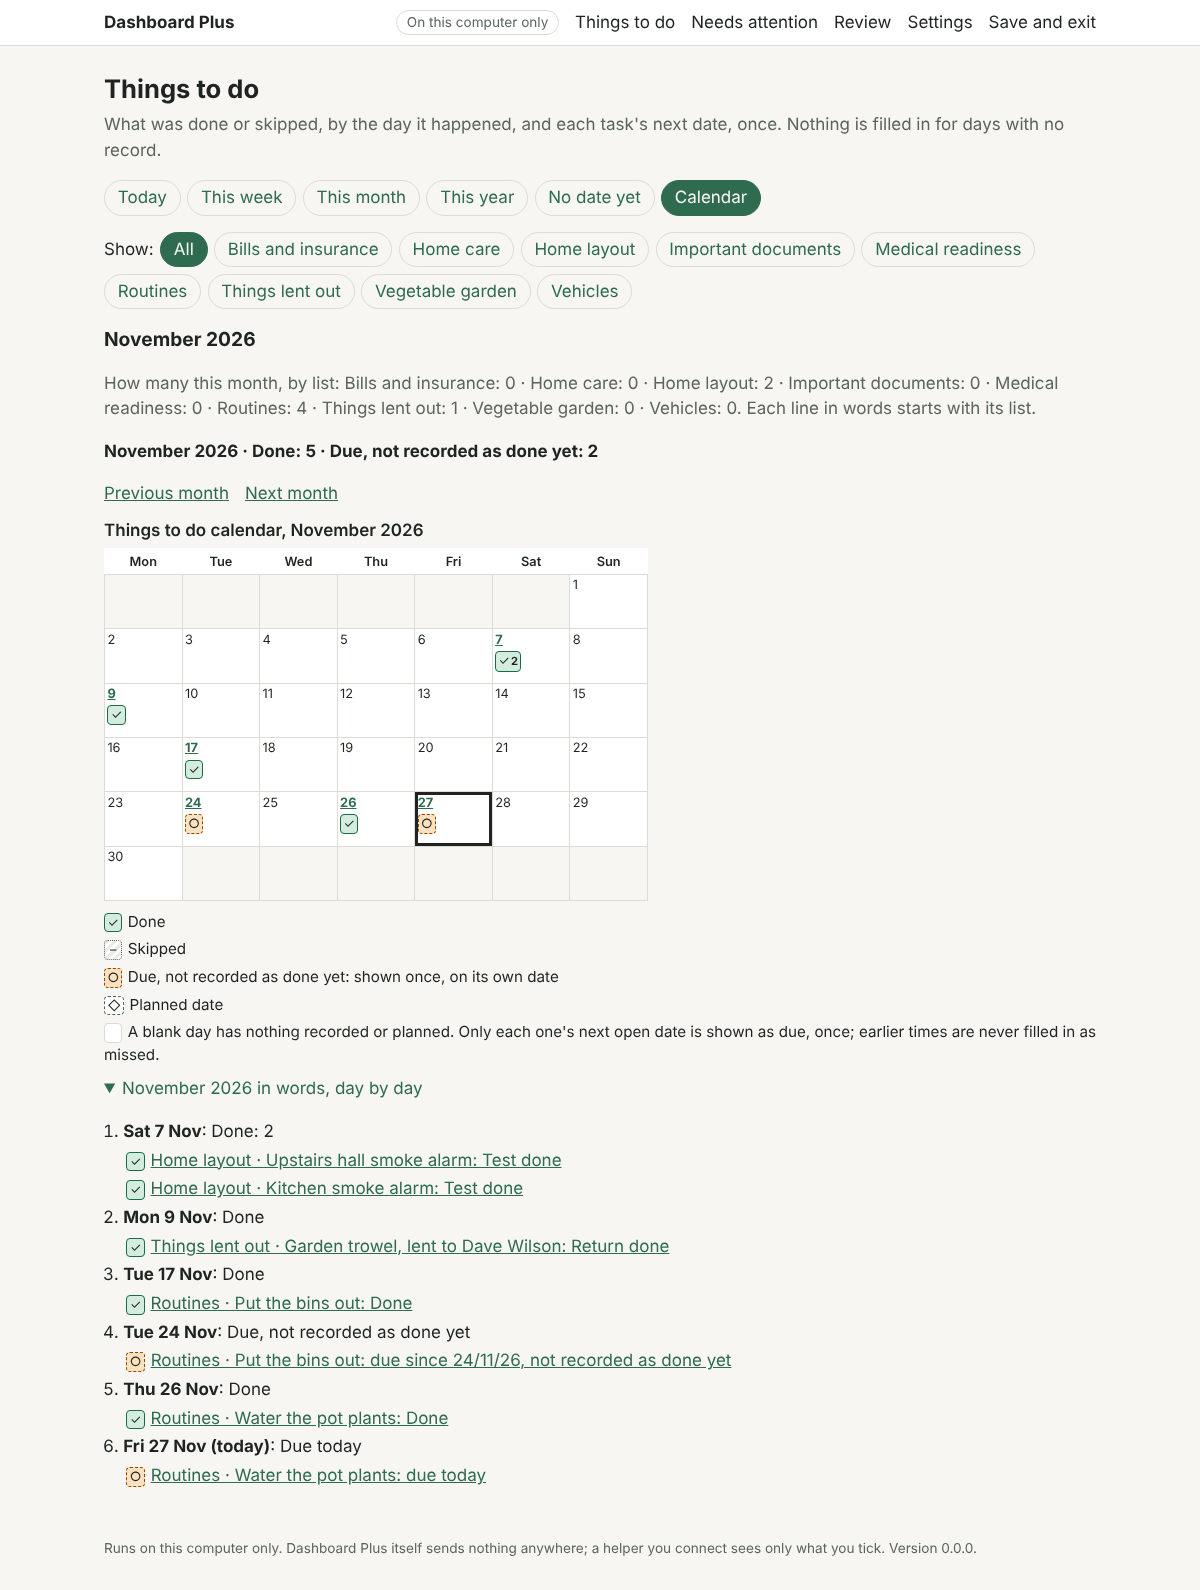 Dashboard Plus
On this computer only
Things to do
Needs attention
Review
Settings
Save and exit
Things to do
What was done or skipped, by the day it happened, and each task's next date, once. Nothing is filled in for days with no
record.
Today
This week
This month
This year
No date yet
Calendar
Show:
All
Bills and insurance
Home care
Home layout
Important documents
Medical readiness
Routines
Things lent out
Vegetable garden
Vehicles
November 2026
How many this month, by list: Bills and insurance: 0 · Home care: 0 · Home layout: 2 · Important documents: 0 · Medical
readiness: 0 · Routines: 4 · Things lent out: 1 · Vegetable garden: 0 · Vehicles: 0. Each line in words starts with its list.
November 2026 · Done: 5 · Due, not recorded as done yet: 2
Previous month Next month
Things to do calendar, November 2026
Mon Tue Wed Thu Fri Sat Sun
1
2 3 4 5 6 7 8
✓2
9 10 11 12 13 14 15
✓
16 17 18 19 20 21 22
✓
23 24 25 26 27 28 29
○ ✓ ○
30
✓ Done
– Skipped
○ Due, not recorded as done yet: shown once, on its own date
◇ Planned date
A blank day has nothing recorded or planned. Only each one's next open date is shown as due, once; earlier times are never filled in as
missed.
▼ November 2026 in words, day by day
1. Sat 7 Nov: Done: 2
✓ Home layout · Upstairs hall smoke alarm: Test done
✓ Home layout · Kitchen smoke alarm: Test done
2. Mon 9 Nov: Done
✓ Things lent out · Garden trowel, lent to Dave Wilson: Return done
3. Tue 17 Nov: Done
✓ Routines · Put the bins out: Done
4. Tue 24 Nov: Due, not recorded as done yet
○ Routines · Put the bins out: due since 24/11/26, not recorded as done yet
5. Thu 26 Nov: Done
✓ Routines · Water the pot plants: Done
6. Fri 27 Nov (today): Due today
○ Routines · Water the pot plants: due today
Runs on this computer only. Dashboard Plus itself sends nothing anywhere; a helper you connect sees only what you tick. Version 0.0.0.